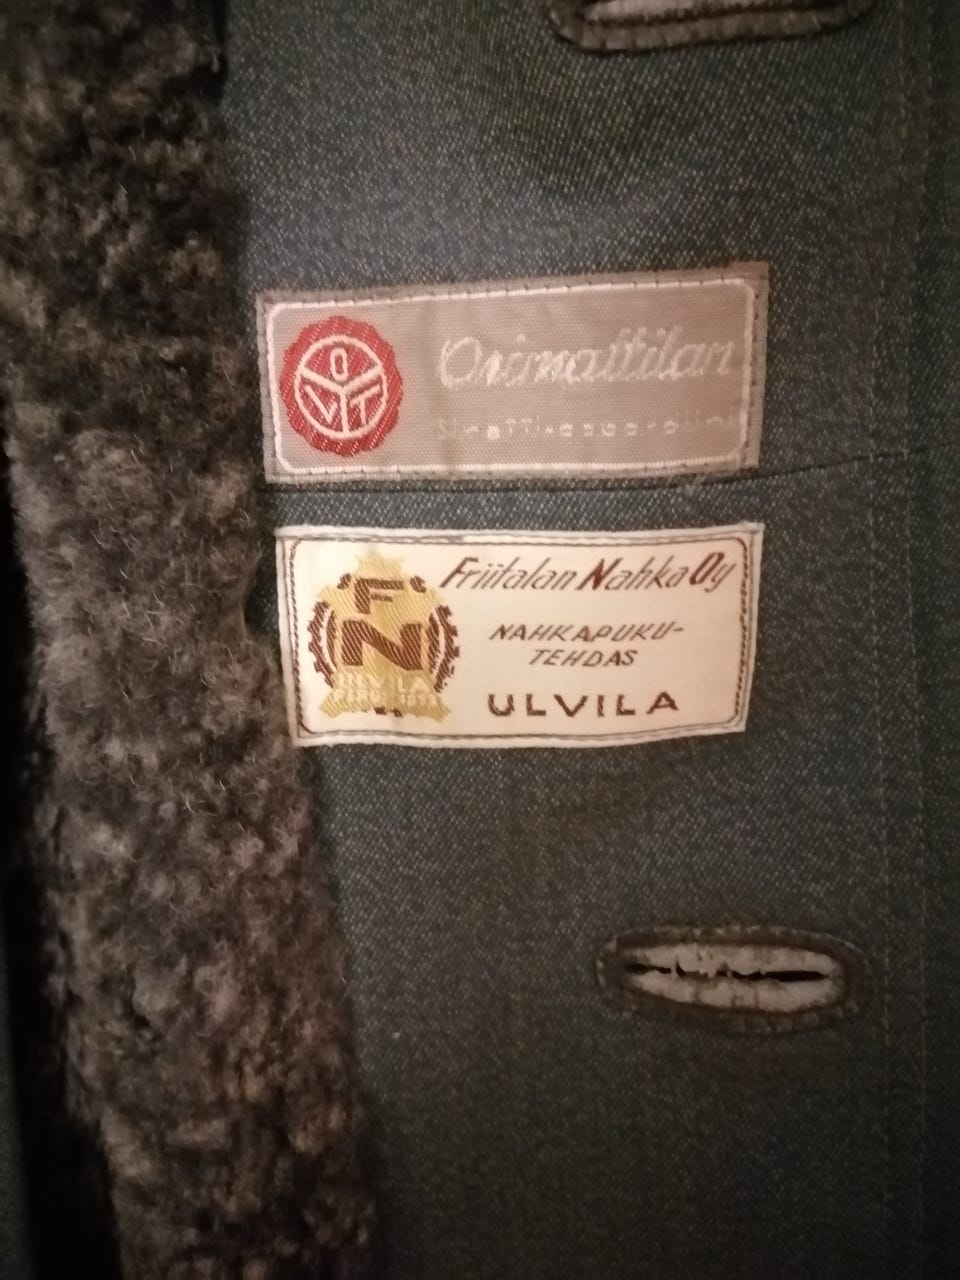 O
V T
Orimattilan
Friitalan Nahka Oy
F
N
NAHKAPUKU-
TEHDAS
ULVILA